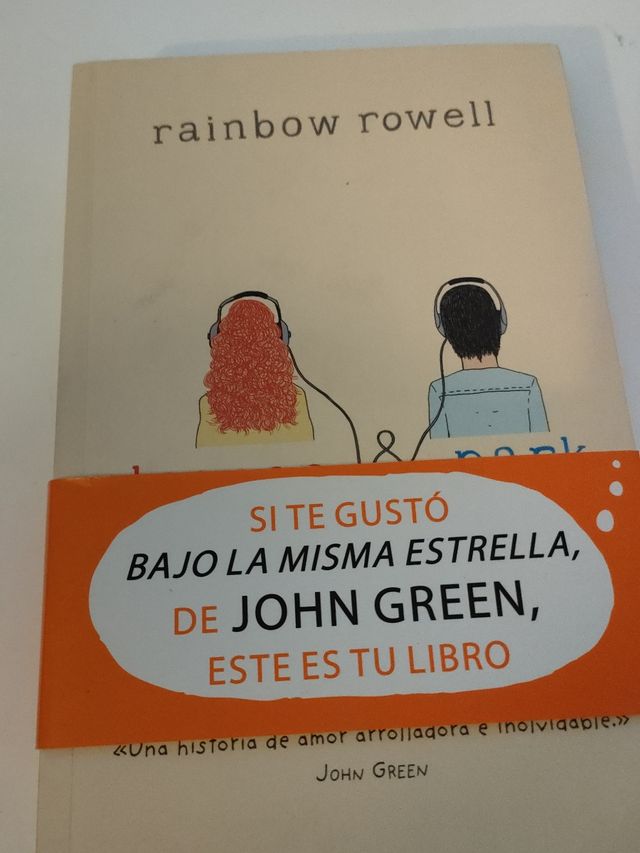 rainbow rowell
& park
SI TE GUSTÓ
BAJO LA MISMA ESTRELLA,
DE JOHN GREEN,
ESTE ES TU LIBRO
«Una historia de amor arrolladora e inolvidable.»
JOHN GREEN